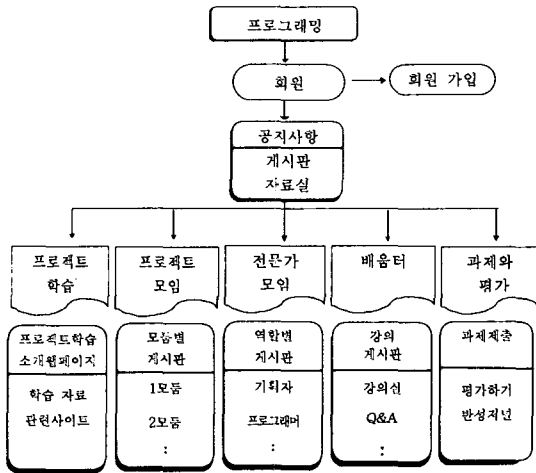 프로그래밍
회원
회원 가입
공지사항
게시판
자료실
프로젝트
학습
프로젝트
모임
전문가
모임
배움터
과제와
평가
프로젝트학습
소개웹페이지
학습 자료
관련사이트
모둠별
게시판
1모둠
2모둠
:
역할별
게시판
기획자
프로그래머
:
강의
게시판
강의실
Q&A
:
과제제출
평가하기
반성저널